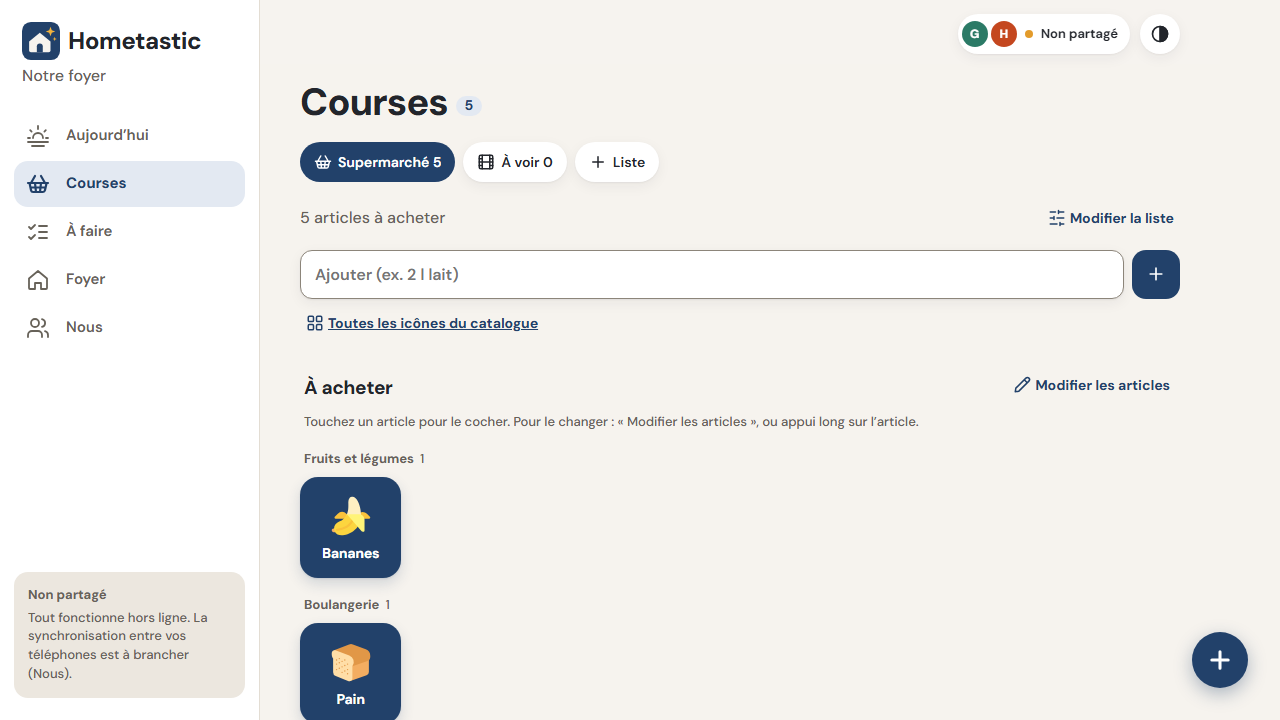 Hometastic
Notre foyer
Aujourd’hui
Courses
À faire
Foyer
Nous
Non partagé
Tout fonctionne hors ligne. La
synchronisation entre vos
téléphones est à brancher
(Nous).
G H Non partagé
Courses 5
Supermarché 5 À voir 0 Liste
5 articles à acheter Modifier la liste
Ajouter (ex. 2 l lait)
Toutes les icônes du catalogue
À acheter Modifier les articles
Touchez un article pour le cocher. Pour le changer : « Modifier les articles », ou appui long sur l’article.
Fruits et légumes 1
Bananes
Boulangerie 1
Pain